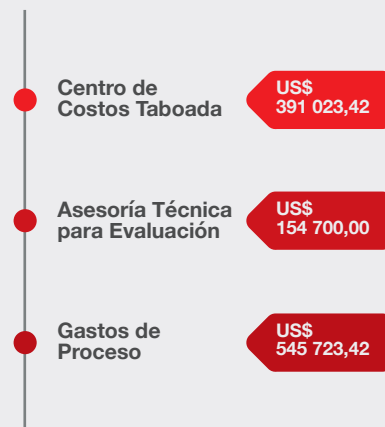 Centro de
Costos Taboada
US$
391 023,42
Asesoría Técnica
para Evaluación
US$
154 700,00
Gastos de
Proceso
US$
545 723,42